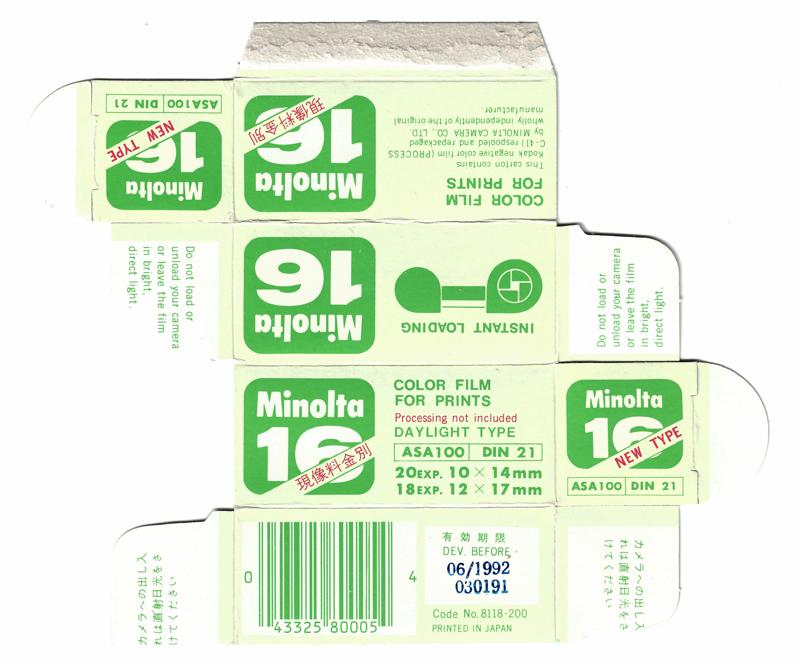 ASA100 DIN 21
NEW TYPE
16
Minolta
現像料金別
16
Minolta
COLOR FILM
FOR PRINTS
This carton contains
Kodak negative color film (PROCESS
C-41) respooled and repackaged
by MINOLTA CAMERA CO., LTD.
wholly independently of the original
manufacturer.
Do not load or
unload your camera
or leave the film
in bright,
direct light.
Minolta
16
INSTANT LOADING
Do not load or
unload your camera
or leave the film
in bright,
direct light.
Minolta
16
現像料金別
COLOR FILM
FOR PRINTS
Processing not included
DAYLIGHT TYPE
ASA100 DIN 21
20EXP. 10×14mm
18EXP. 12×17mm
Minolta
16
NEW TYPE
ASA100 DIN 21
カメラへの出し入
れは直射日光をさ
けてください
0 43325 80005 4
有効期限
DEV. BEFORE
06/1992
030191
Code No. 8118-200
PRINTED IN JAPAN
カメラへの出し入
れは直射日光をさ
けてください